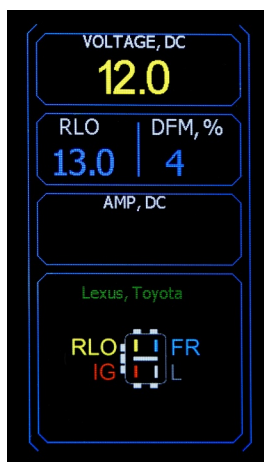 VOLTAGE, DC
12.0
RLO DFM, %
13.0 4
AMP, DC
Lexus, Toyota
RLO FR
IG L